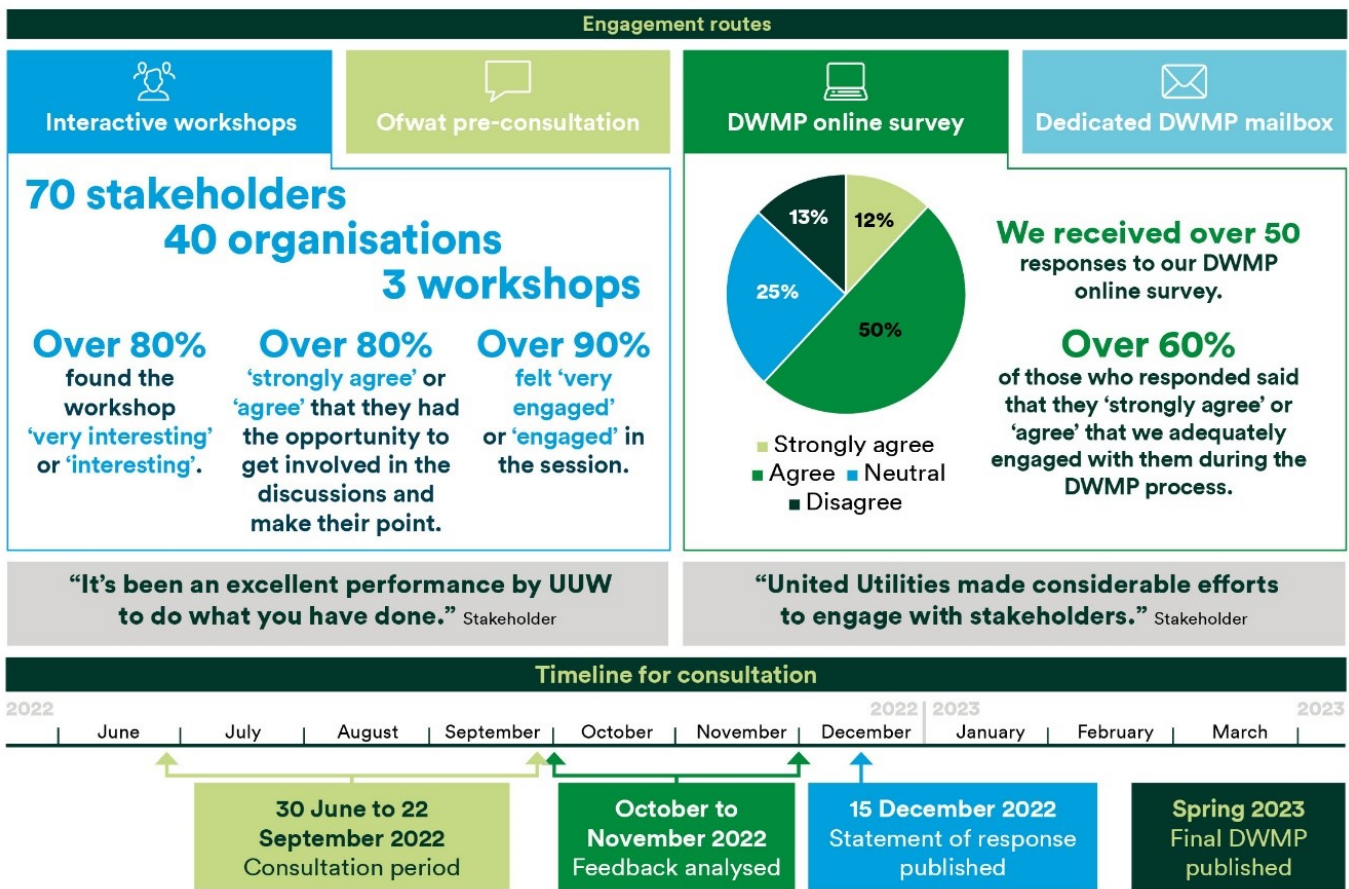 Engagement routes
Interactive workshops
Ofwat pre-consultation
DWMP online survey
Dedicated DWMP mailbox
70 stakeholders
40 organisations
3 workshops
Over 80%
found the
workshop
‘very interesting’
or ‘interesting’.
Over 80%
‘strongly agree’ or
‘agree’ that they had
the opportunity to
get involved in the
discussions and
make their point.
Over 90%
felt ‘very
engaged’
or ‘engaged’ in
the session.
13%
12%
25%
50%
Strongly agree
Agree Neutral
Disagree
We received over 50
responses to our DWMP
online survey.
Over 60%
of those who responded said
that they ‘strongly agree’ or
‘agree’ that we adequately
engaged with them during the
DWMP process.
“It’s been an excellent performance by UUW
to do what you have done.” Stakeholder
“United Utilities made considerable efforts
to engage with stakeholders.” Stakeholder
Timeline for consultation
2022 2022 2023 2023
June July August September October November December January February March
30 June to 22
September 2022
Consultation period
October to
November 2022
Feedback analysed
15 December 2022
Statement of response
published
Spring 2023
Final DWMP
published